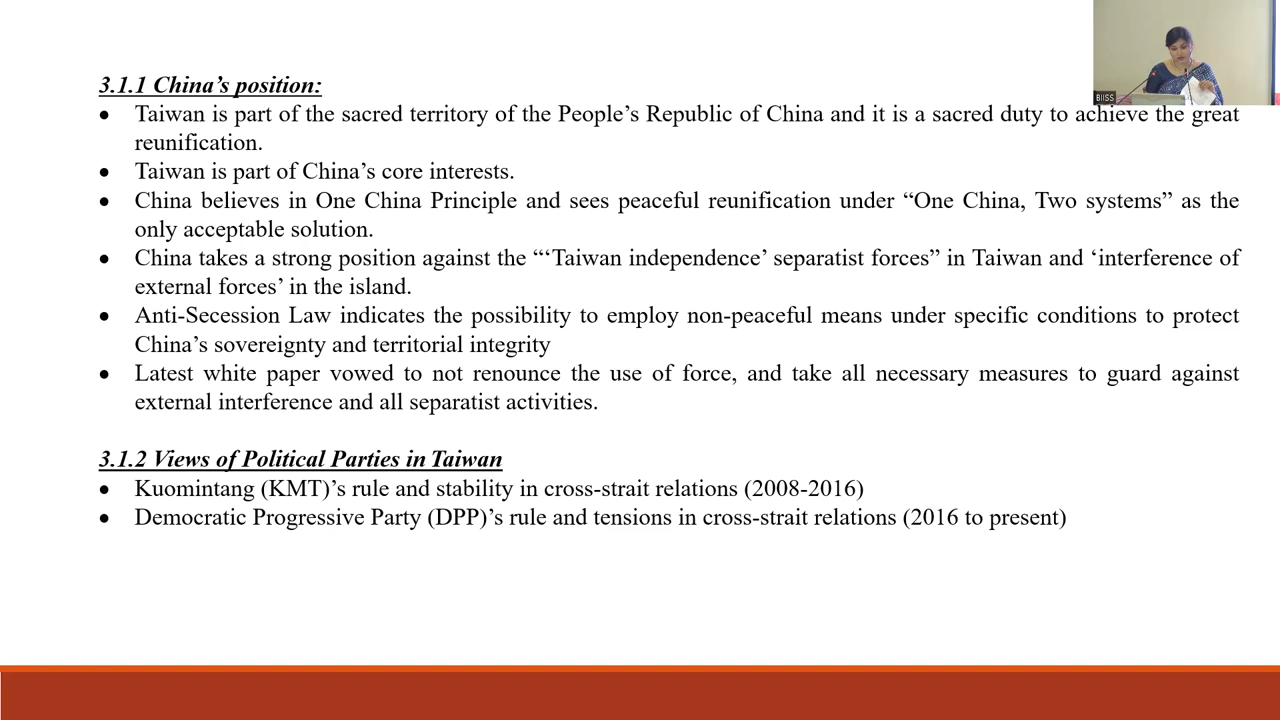 3.1.1 China’s position:
• Taiwan is part of the sacred territory of the People’s Republic of China and it is a sacred duty to achieve the great
reunification.
• Taiwan is part of China’s core interests.
• China believes in One China Principle and sees peaceful reunification under “One China, Two systems” as the
only acceptable solution.
• China takes a strong position against the “‘Taiwan independence’ separatist forces” in Taiwan and ‘interference of
external forces’ in the island.
• Anti-Secession Law indicates the possibility to employ non-peaceful means under specific conditions to protect
China’s sovereignty and territorial integrity
• Latest white paper vowed to not renounce the use of force, and take all necessary measures to guard against
external interference and all separatist activities.
3.1.2 Views of Political Parties in Taiwan
• Kuomintang (KMT)’s rule and stability in cross-strait relations (2008-2016)
• Democratic Progressive Party (DPP)’s rule and tensions in cross-strait relations (2016 to present)
BIISS